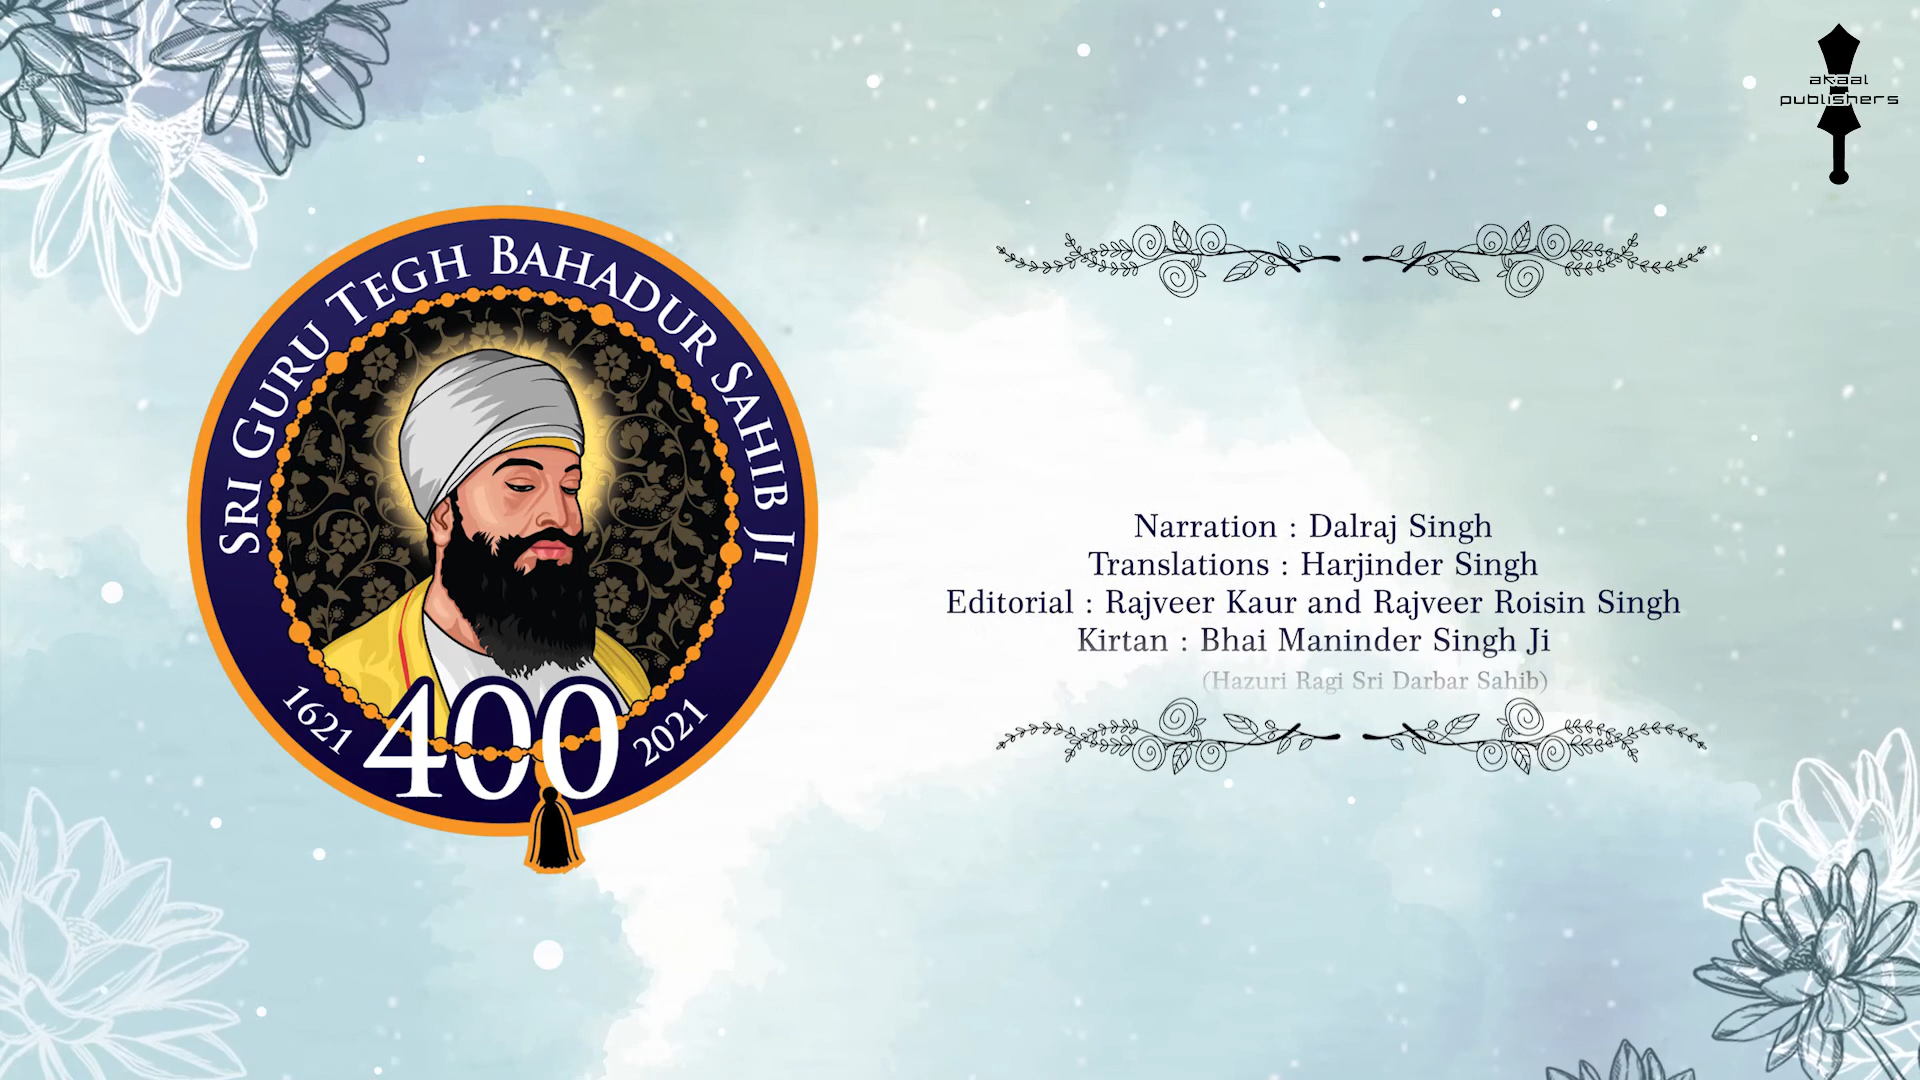 SRI GURU TEGH BAHADUR SAHIB JI
1621 400 2021
akaal
publishers
Narration : Dalraj Singh
Translations : Harjinder Singh
Editorial : Rajveer Kaur and Rajveer Roisin Singh
Kirtan : Bhai Maninder Singh Ji
(Hazuri Ragi Sri Darbar Sahib)